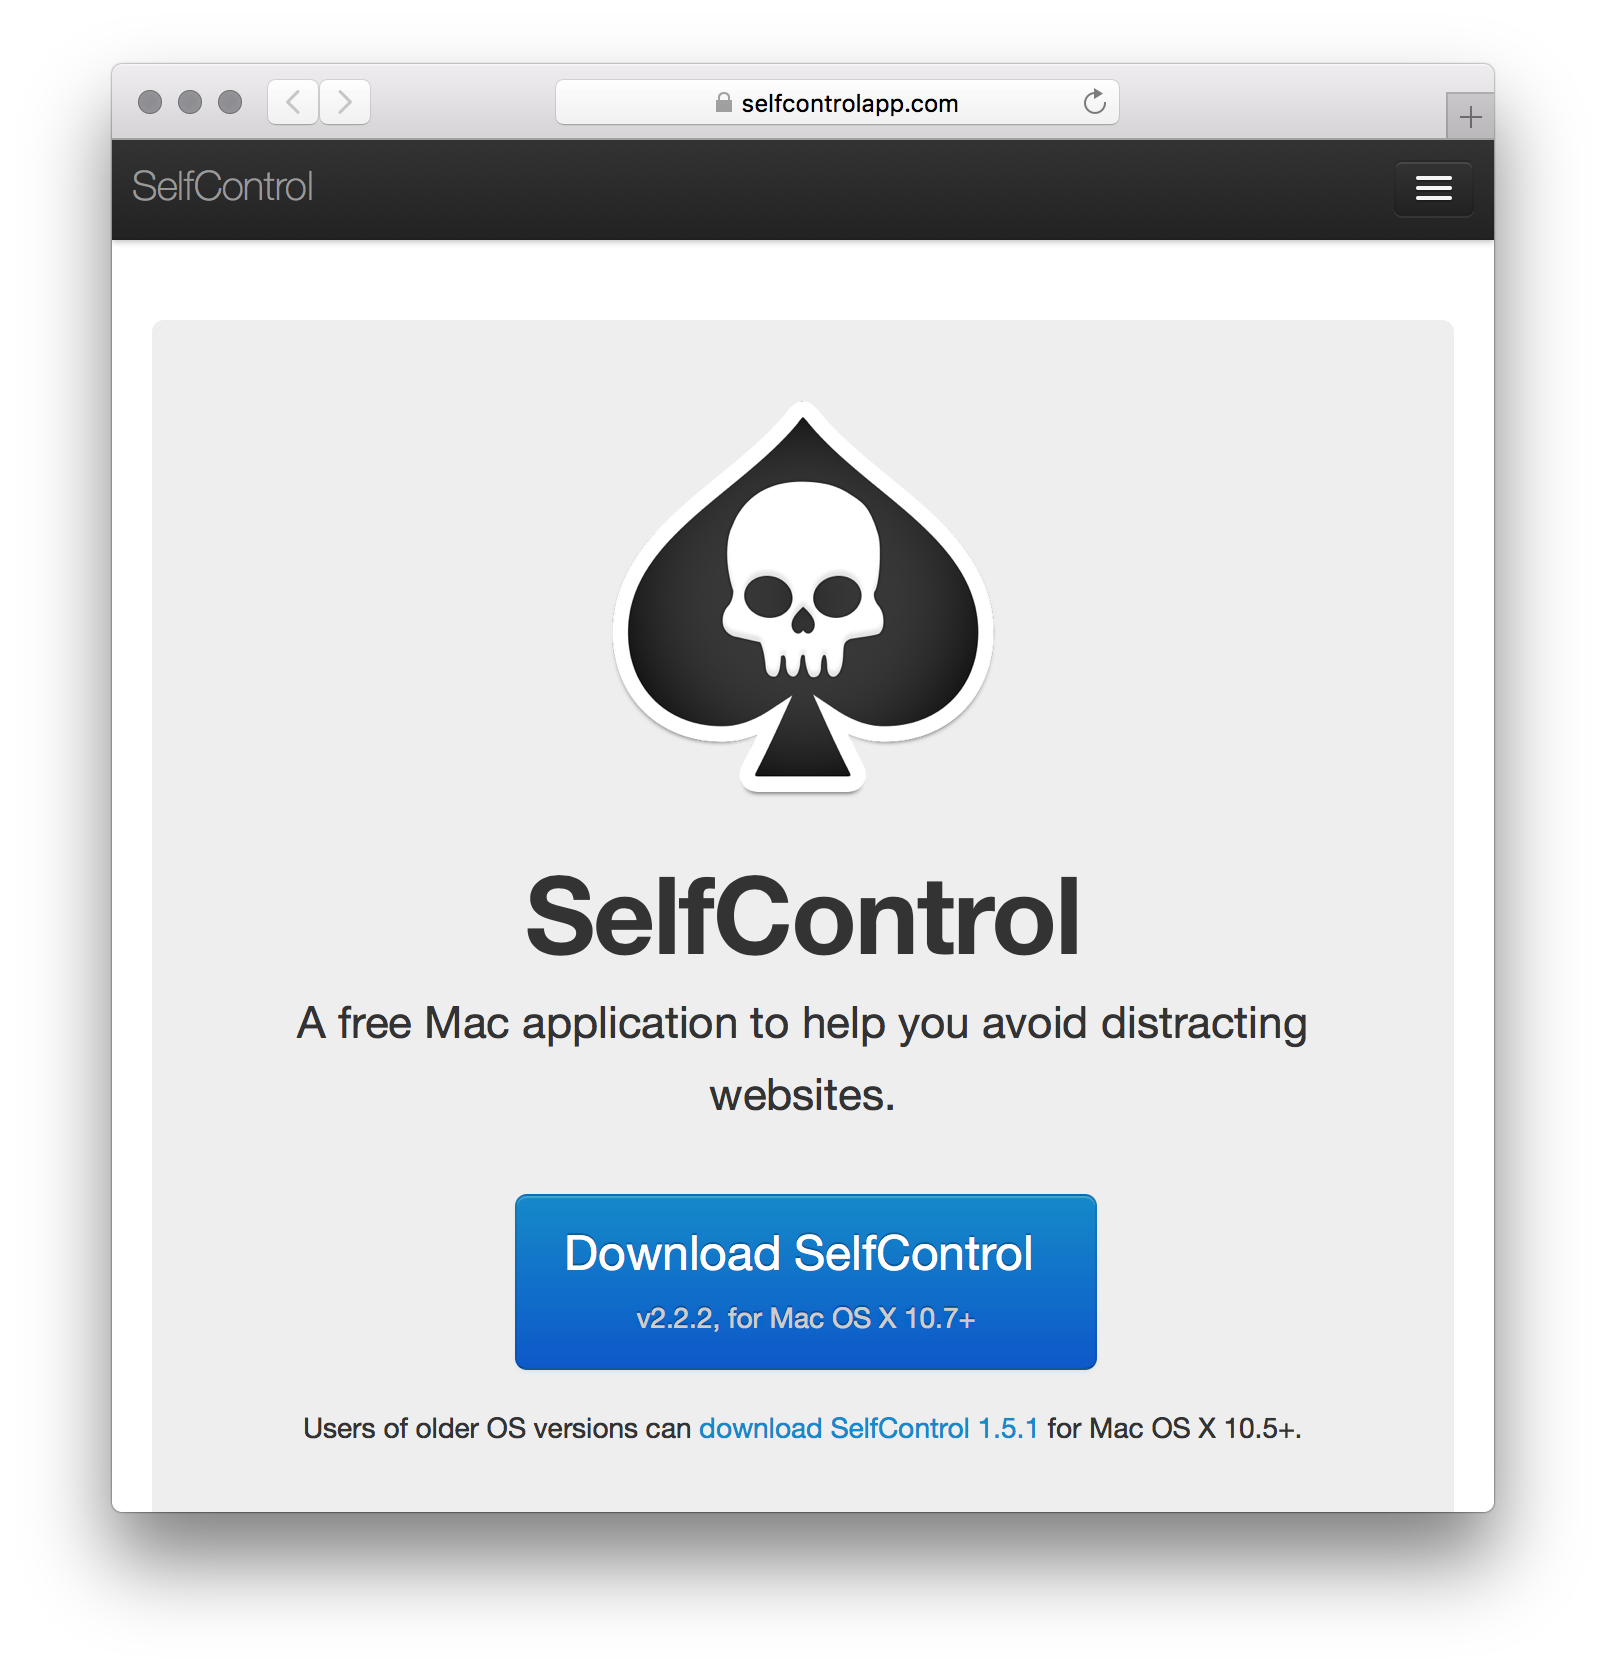 selfcontrolapp.com
SelfControl
SelfControl
A free Mac application to help you avoid distracting
websites.
Download SelfControl
v2.2.2, for Mac OS X 10.7+
Users of older OS versions can download SelfControl 1.5.1 for Mac OS X 10.5+.